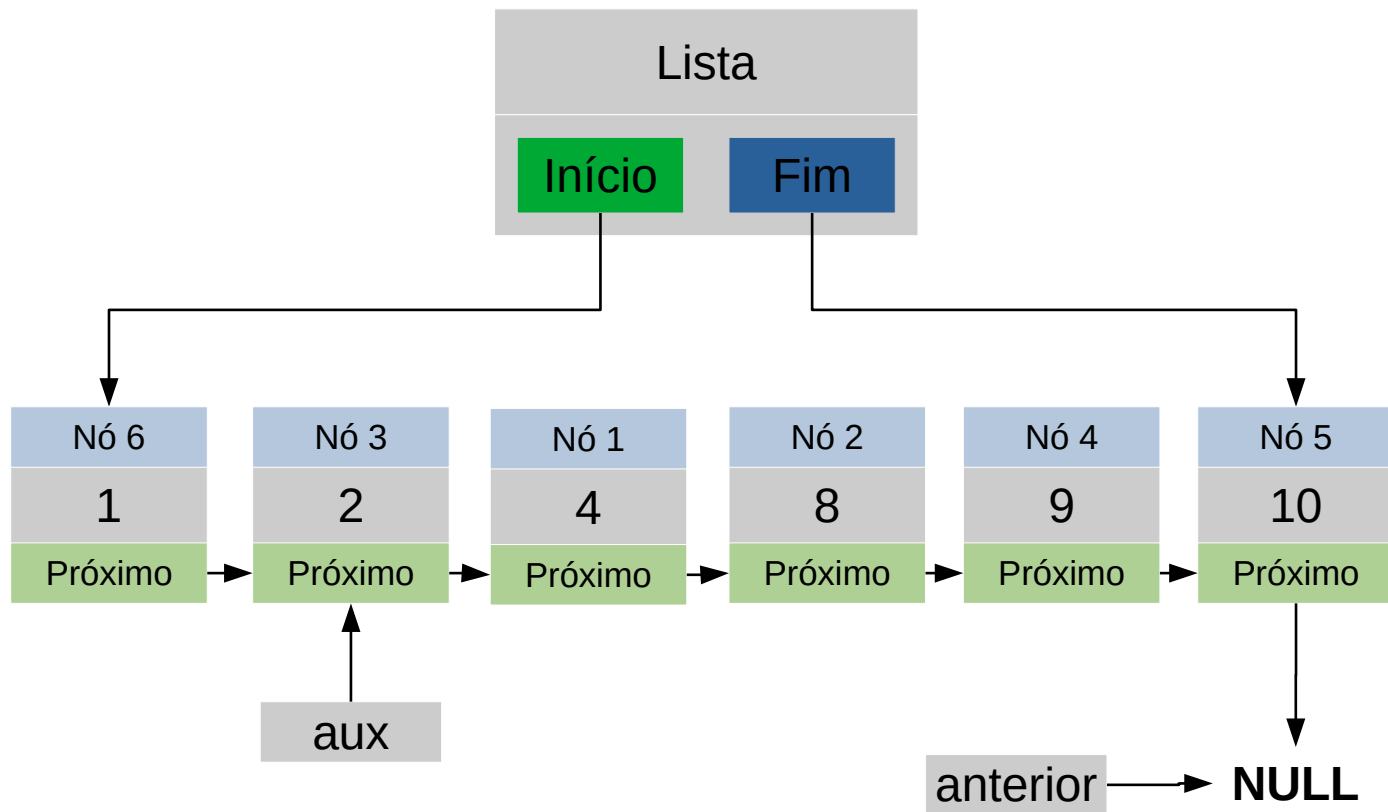 Lista
Início Fim
Nó 6 Nó 3 Nó 1 Nó 2 Nó 4 Nó 5
1 2 4 8 9 10
Próximo Próximo Próximo Próximo Próximo Próximo
aux
anterior NULL